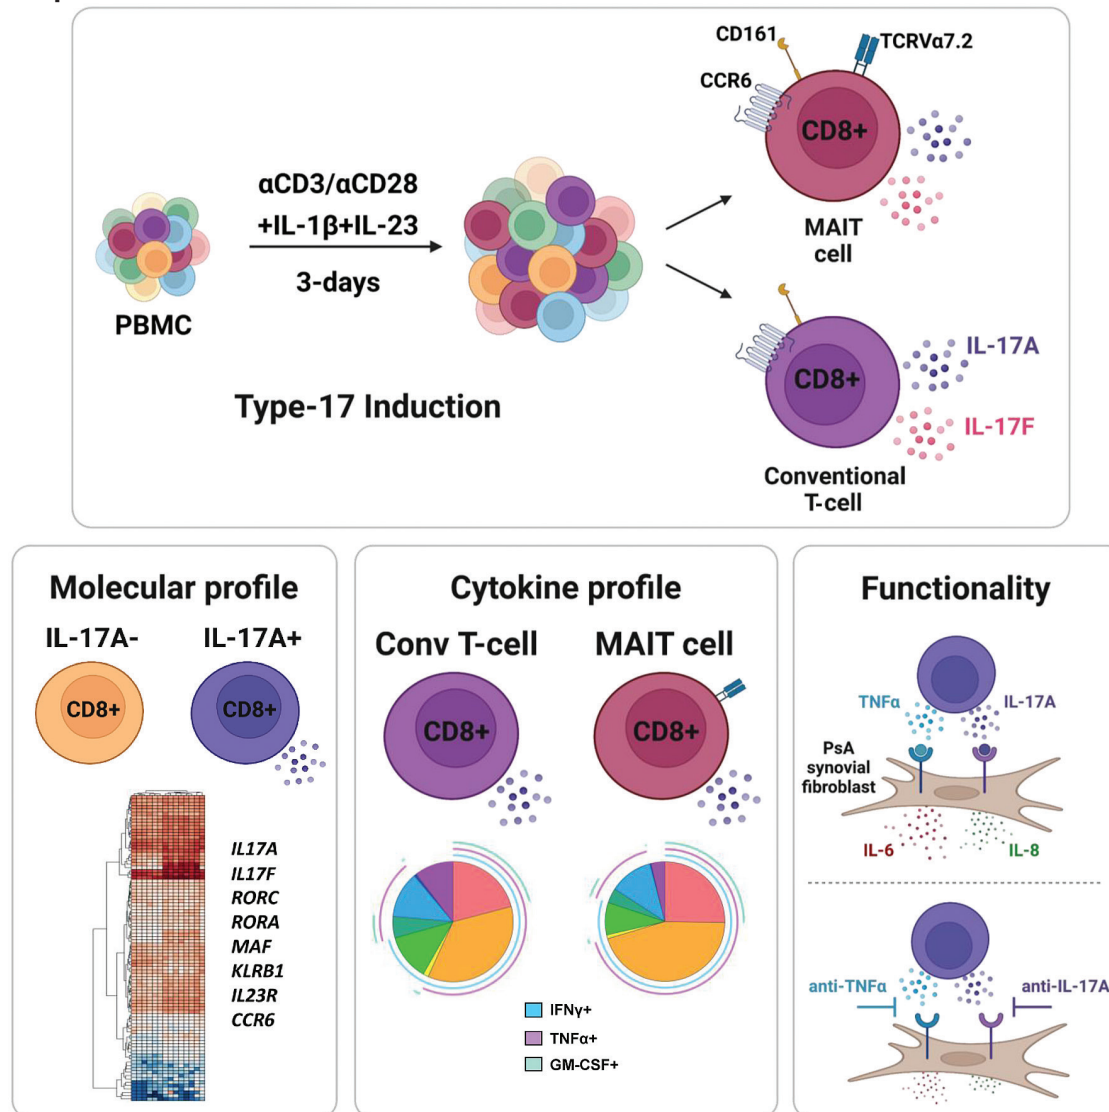 CD161
TCRVα7.2
CCR6
CD8+
αCD3/αCD28
+IL-1β+IL-23
3-days
PBMC
MAIT
cell
Type-17 Induction
CD8+
IL-17A
IL-17F
Conventional
T-cell
Molecular profile
IL-17A-
IL-17A+
CD8+
CD8+
IL17A
IL17F
RORC
RORA
MAF
KLRB1
IL23R
CCR6
Cytokine profile
Conv T-cell
MAIT cell
CD8+
CD8+
IFNγ+
TNFα+
GM-CSF+
Functionality
TNFα
IL-17A
PsA
synovial
fibroblast
IL-6
IL-8
anti-TNFα
anti-IL-17A